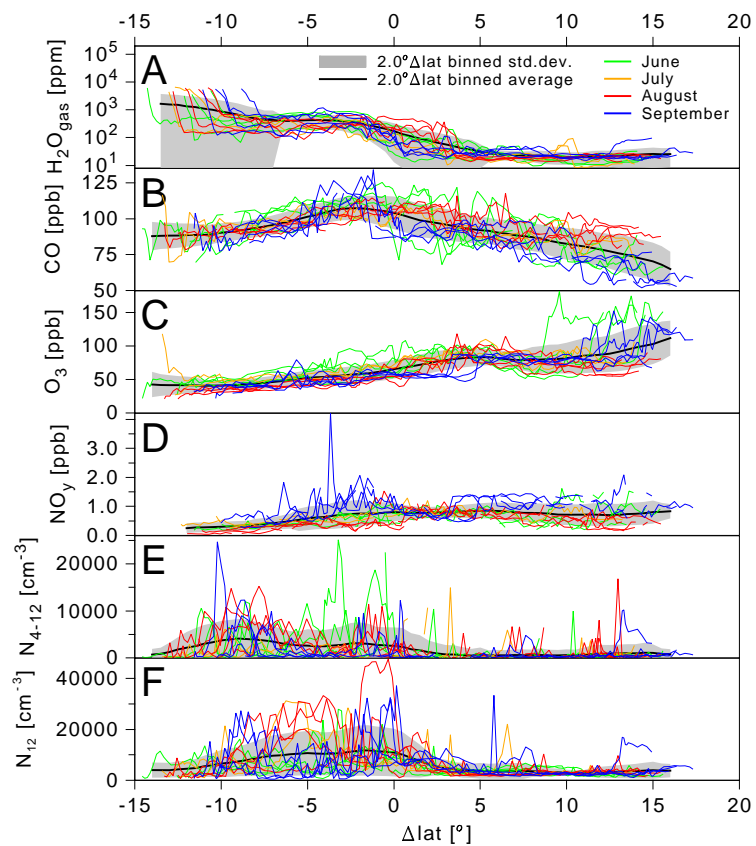 -15 -10 -5 0 5 10 15 20
A
H2Ogas [ppm]
10^5
10^4
10^3
10^2
10^1
2.0°Δlat binned std.dev.
2.0°Δlat binned average
June
July
August
September
B
CO [ppb]
125
100
75
50
C
O3 [ppb]
150
100
50
0
D
NOy [ppb]
3.0
2.0
1.0
0.0
E
N4-12 [cm^-3]
20000
10000
0
F
N12 [cm^-3]
40000
20000
0
-15 -10 -5 0 5 10 15 20
Δlat [°]